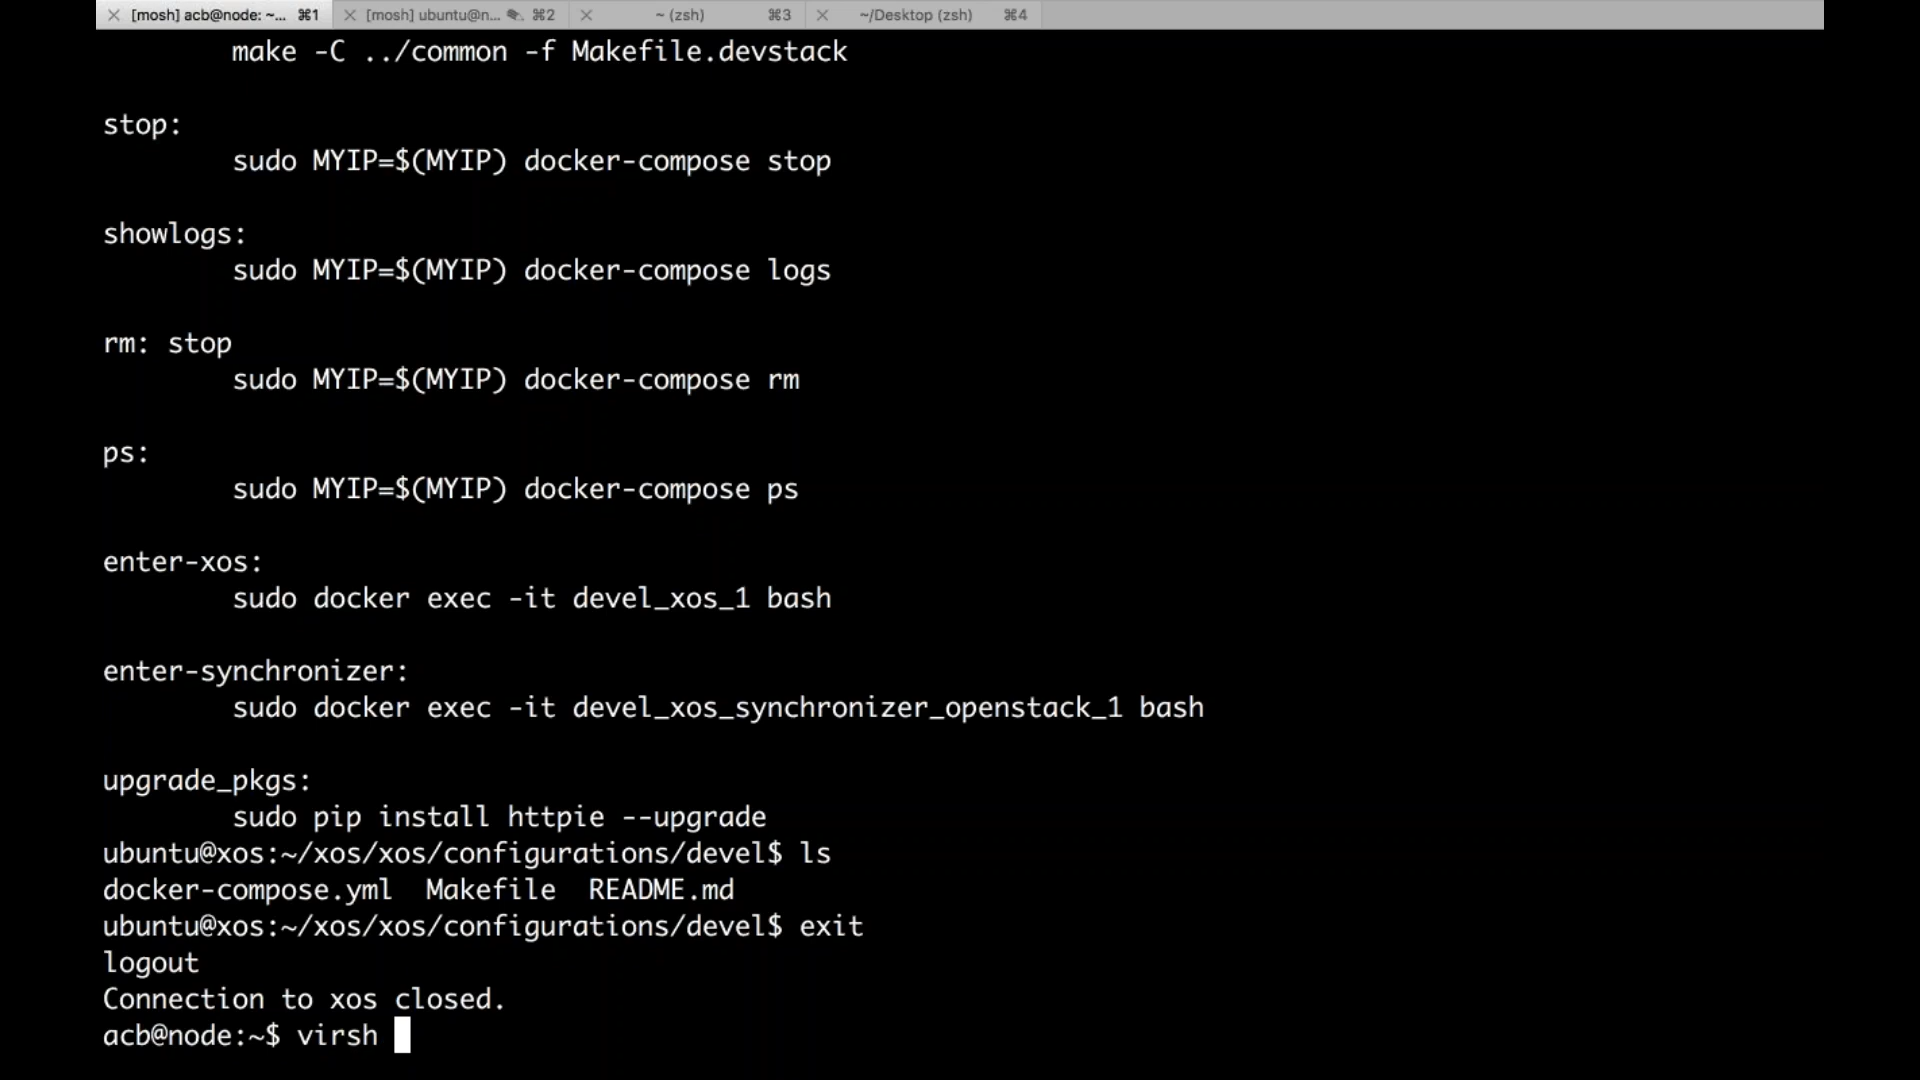 [mosh] acb@node: ~... ⌘1 [mosh] ubuntu@n... ⌘2 ~ (zsh) ⌘3 ~/Desktop (zsh) ⌘4
make -C ../common -f Makefile.devstack
stop:
sudo MYIP=$(MYIP) docker-compose stop
showlogs:
sudo MYIP=$(MYIP) docker-compose logs
rm: stop
sudo MYIP=$(MYIP) docker-compose rm
ps:
sudo MYIP=$(MYIP) docker-compose ps
enter-xos:
sudo docker exec -it devel_xos_1 bash
enter-synchronizer:
sudo docker exec -it devel_xos_synchronizer_openstack_1 bash
upgrade_pkgs:
sudo pip install httpie --upgrade
ubuntu@xos:~/xos/xos/configurations/devel$ ls
docker-compose.yml  Makefile  README.md
ubuntu@xos:~/xos/xos/configurations/devel$ exit
logout
Connection to xos closed.
acb@node:~$ virsh